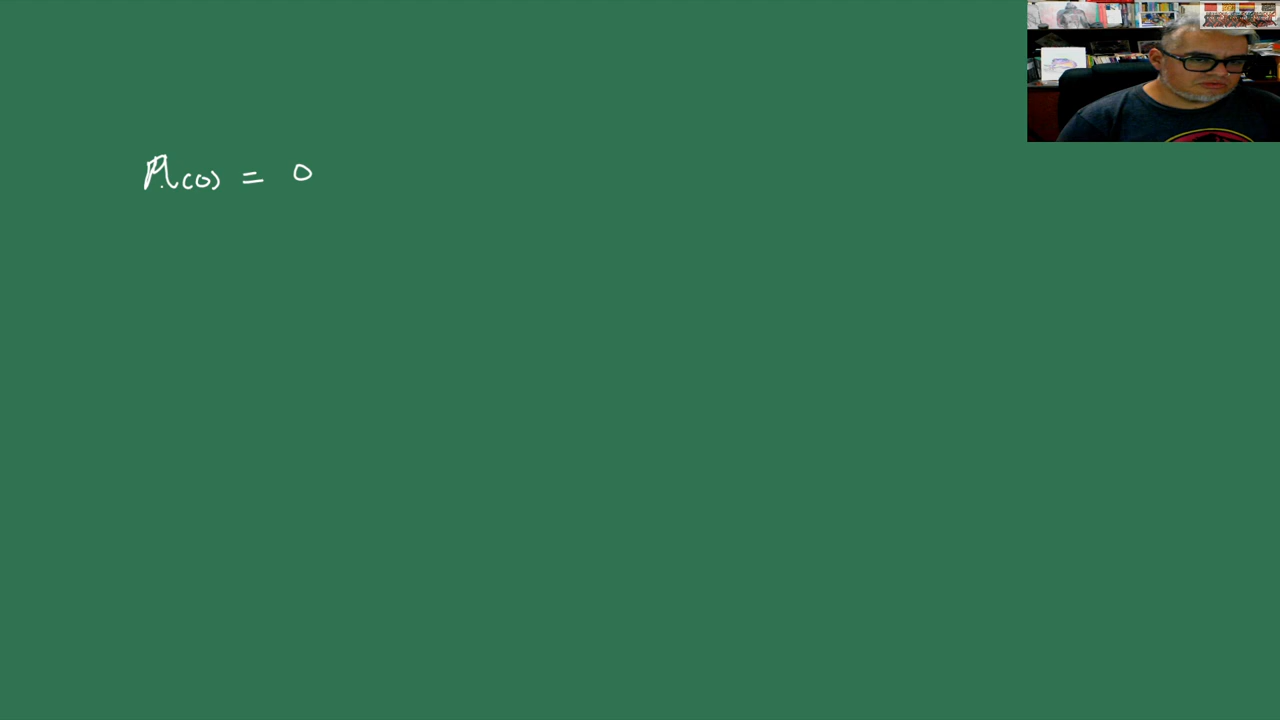 A(0) = 0